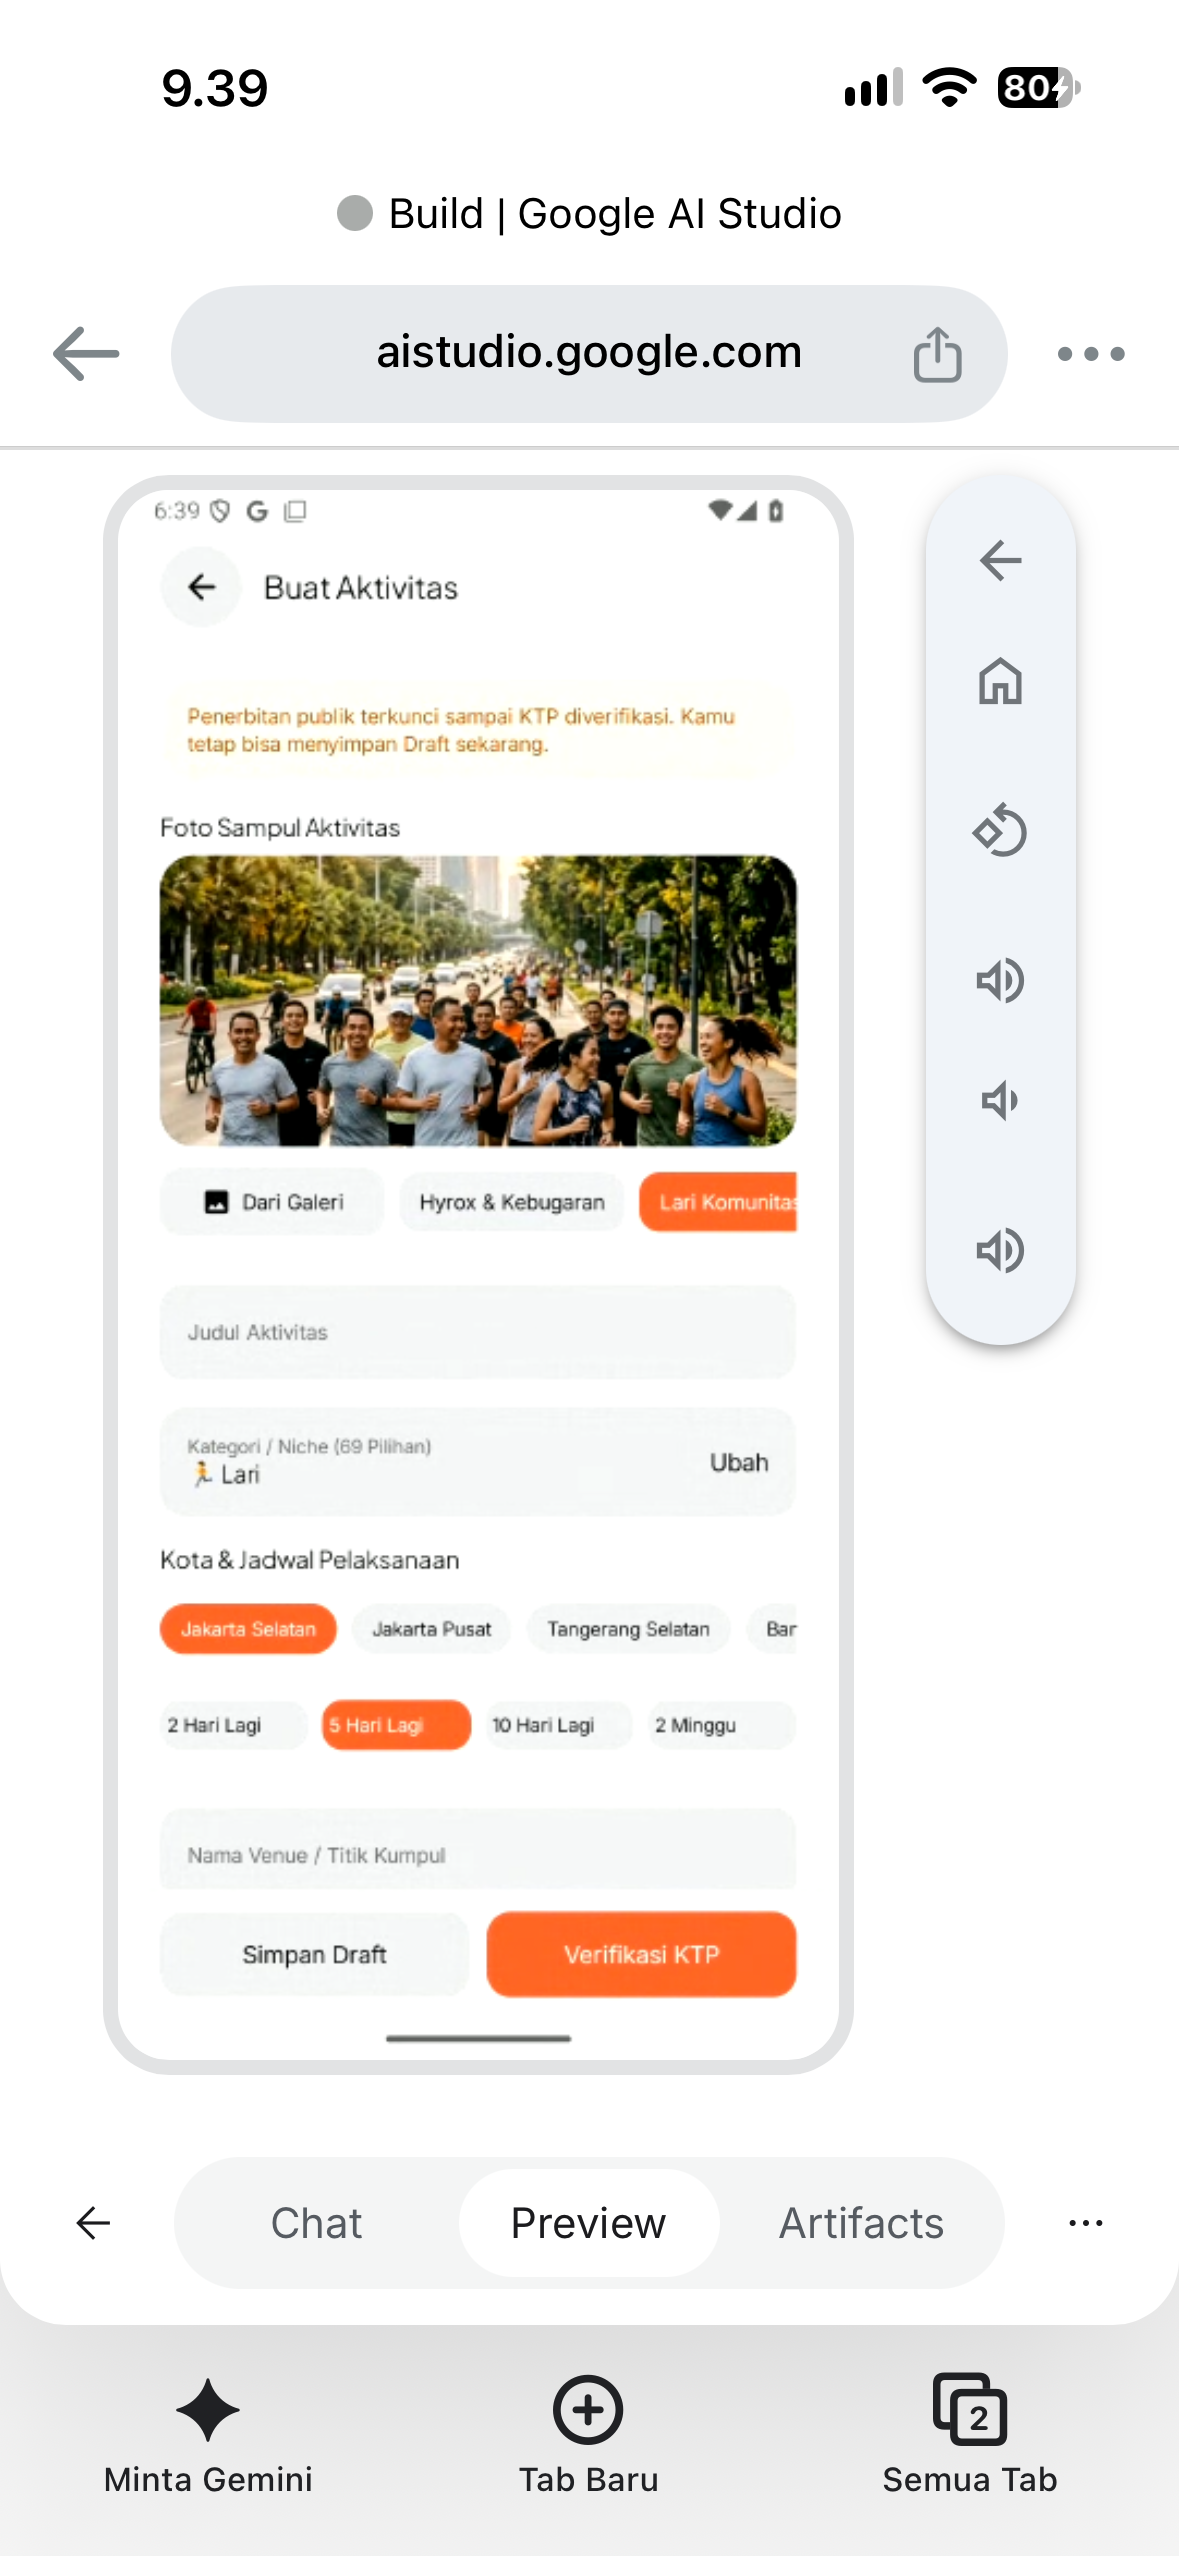 9.39
80
Build | Google AI Studio
aistudio.google.com
6:39
Buat Aktivitas
Penerbitan publik terkunci sampai KTP diverifikasi. Kamu
tetap bisa menyimpan Draft sekarang.
Foto Sampul Aktivitas
Dari Galeri
Hyrox & Kebugaran
Lari Komunitas
Judul Aktivitas
Kategori / Niche (69 Pilihan)
🏃 Lari
Ubah
Kota & Jadwal Pelaksanaan
Jakarta Selatan
Jakarta Pusat
Tangerang Selatan
Ban
2 Hari Lagi
5 Hari Lagi
10 Hari Lagi
2 Minggu
Nama Venue / Titik Kumpul
Simpan Draft
Verifikasi KTP
Chat
Preview
Artifacts
Minta Gemini
Tab Baru
2
Semua Tab